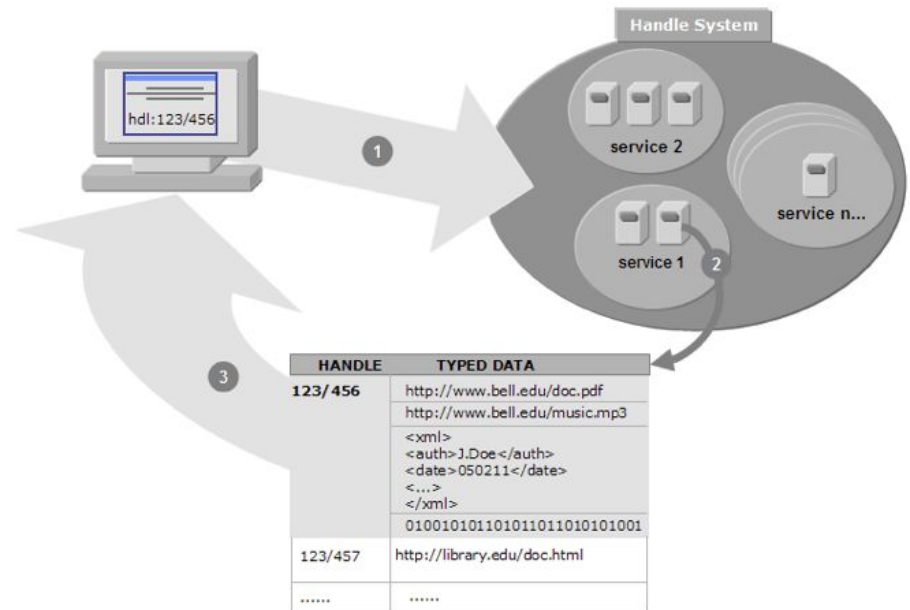 Handle System
hdl:123/456
1
service 2
service n...
service 1
2
3
HANDLE TYPED DATA
123/456 http://www.bell.edu/doc.pdf
http://www.bell.edu/music.mp3
<xml>
<auth>J.Doe</auth>
<date>050211</date>
<...>
</xml>
0100101011010110110101010​01
123/457 http://library.edu/doc.html
...... ......